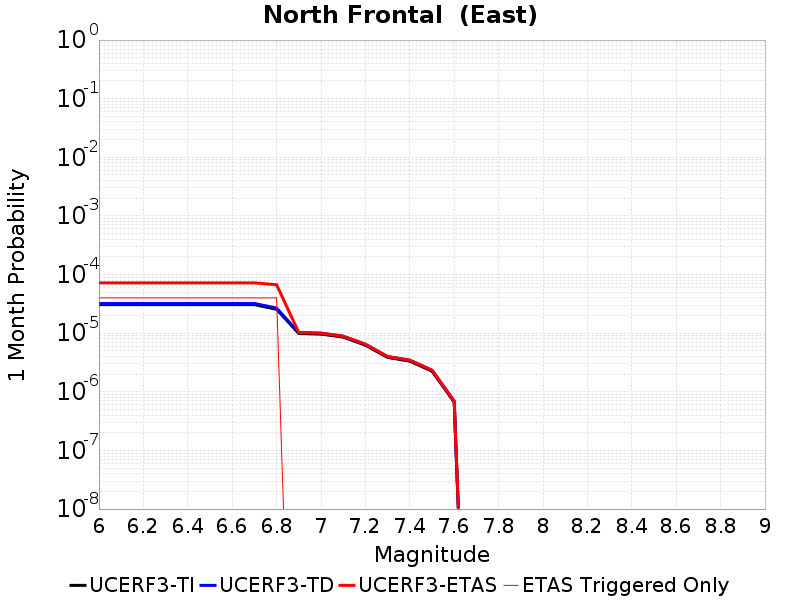 North Frontal  (East)
1 Month Probability
10^0
10^-1
10^-2
10^-3
10^-4
10^-5
10^-6
10^-7
10^-8
6 6.2 6.4 6.6 6.8 7 7.2 7.4 7.6 7.8 8 8.2 8.4 8.6 8.8 9
Magnitude
UCERF3-TI UCERF3-TD UCERF3-ETAS ETAS Triggered Only